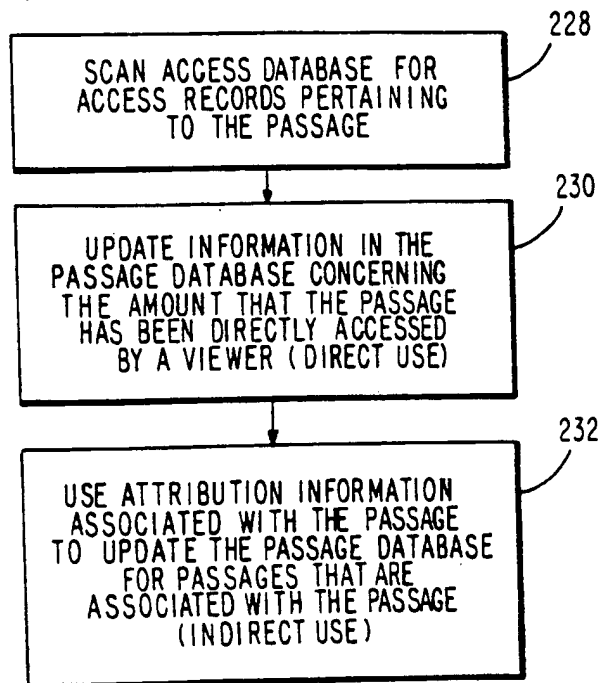 228
SCAN ACCESS DATABASE FOR
ACCESS RECORDS PERTAINING
TO THE PASSAGE
230
UPDATE INFORMATION IN THE
PASSAGE DATABASE CONCERNING
THE AMOUNT THAT THE PASSAGE
HAS BEEN DIRECTLY ACCESSED
BY A VIEWER (DIRECT USE)
232
USE ATTRIBUTION INFORMATION
ASSOCIATED WITH THE PASSAGE
TO UPDATE THE PASSAGE DATABASE
FOR PASSAGES THAT ARE
ASSOCIATED WITH THE PASSAGE
(INDIRECT USE)